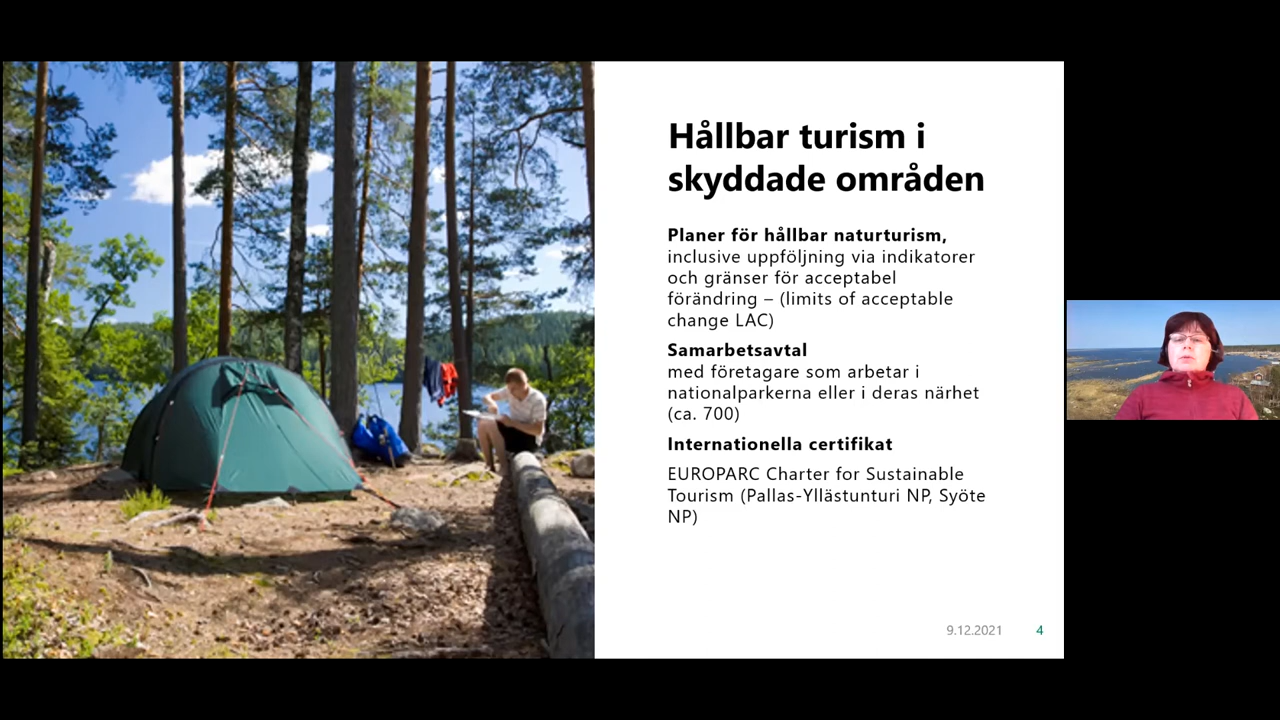 Hållbar turism i
skyddade områden
Planer för hållbar naturturism,
inclusive uppföljning via indikatorer
och gränser för acceptabel
förändring – (limits of acceptable
change LAC)
Samarbetsavtal
med företagare som arbetar i
nationalparkerna eller i deras närhet
(ca. 700)
Internationella certifikat
EUROPARC Charter for Sustainable
Tourism (Pallas-Yllästunturi NP, Syöte
NP)
9.12.2021 4